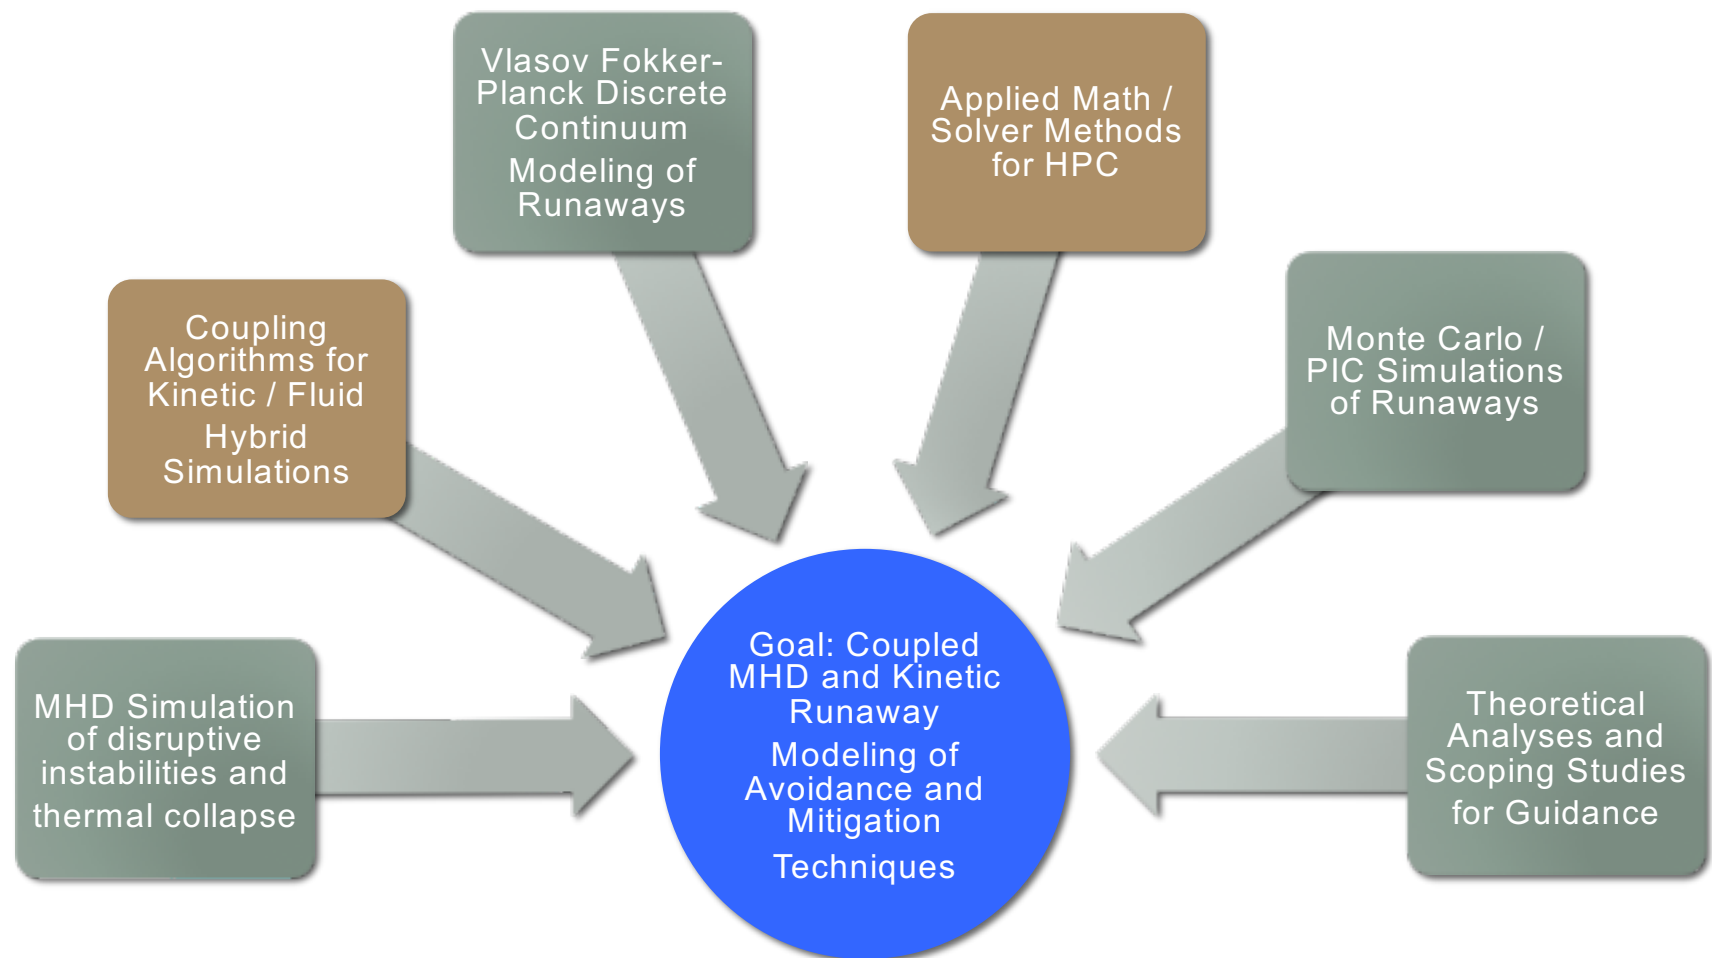 Vlasov Fokker-
Planck Discrete
Continuum
Modeling of
Runaways
Applied Math /
Solver Methods
for HPC
Coupling
Algorithms for
Kinetic / Fluid
Hybrid
Simulations
Monte Carlo /
PIC Simulations
of Runaways
MHD Simulation
of disruptive
instabilities and
thermal collapse
Goal: Coupled
MHD and Kinetic
Runaway
Modeling of
Avoidance and
Mitigation
Techniques
Theoretical
Analyses and
Scoping Studies
for Guidance